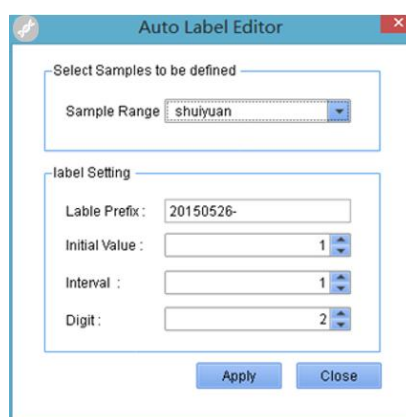 Auto Label Editor
Select Samples to be defined
Sample Range shuiyuan
label Setting
Lable Prefix : 20150526-
Initial Value : 1
Interval : 1
Digit : 2
Apply Close